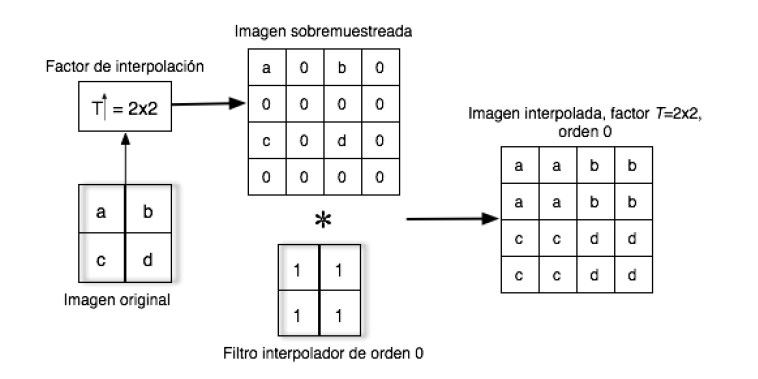 Imagen sobremuestreada
a 0 b 0
0 0 0 0
c 0 d 0
0 0 0 0
Factor de interpolación
T↑ = 2x2
a b
c d
Imagen original
*
1 1
1 1
Filtro interpolador de orden 0
Imagen interpolada, factor T=2x2,
orden 0
a a b b
a a b b
c c d d
c c d d